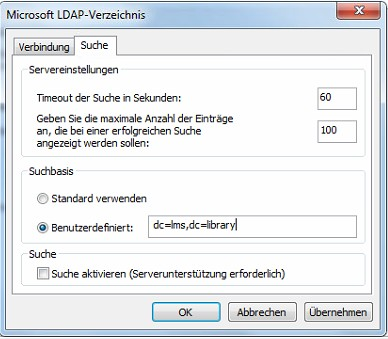 Microsoft LDAP-Verzeichnis
Verbindung Suche
Servereinstellungen
Timeout der Suche in Sekunden: 60
Geben Sie die maximale Anzahl der Einträge
an, die bei einer erfolgreichen Suche
angezeigt werden sollen: 100
Suchbasis
Standard verwenden
Benutzerdefiniert: dc=lms,dc=library
Suche
Suche aktivieren (Serverunterstützung erforderlich)
OK Abbrechen Übernehmen